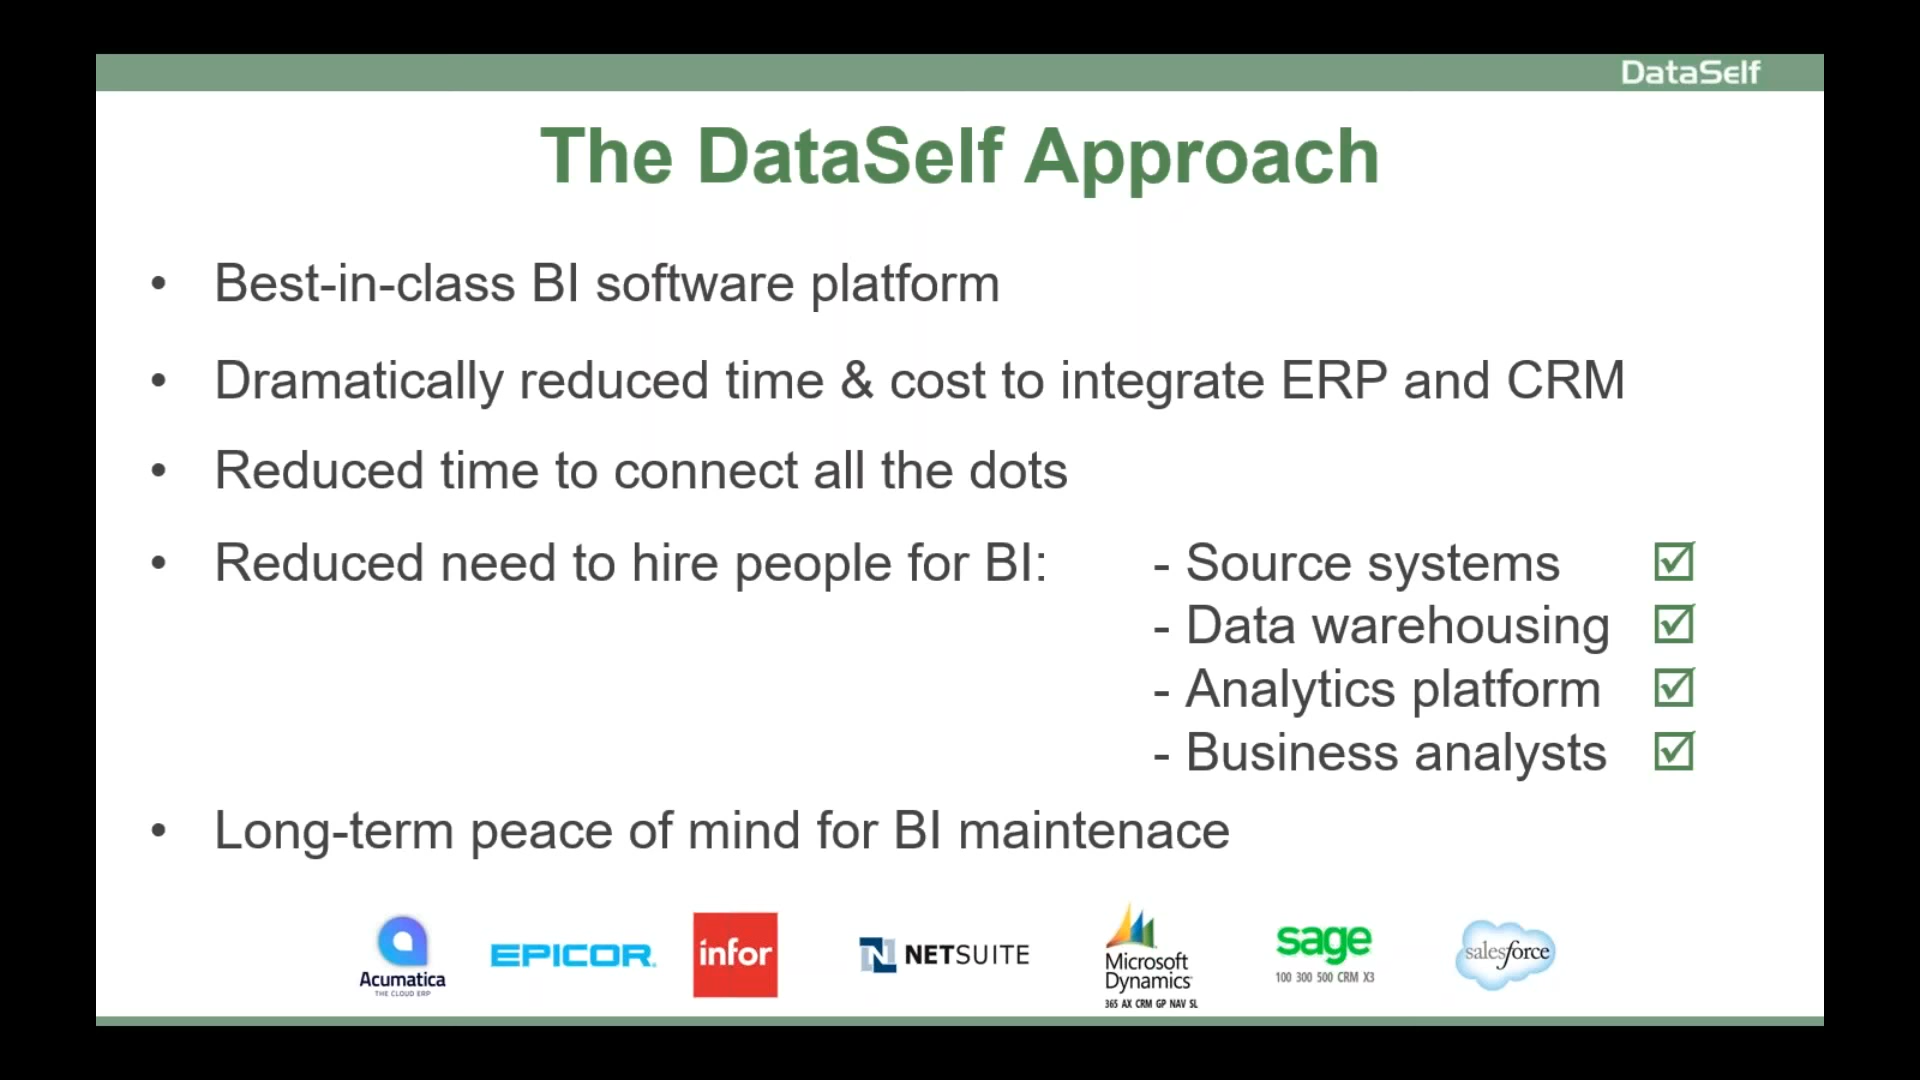 DataSelf
The DataSelf Approach
• Best-in-class BI software platform
• Dramatically reduced time & cost to integrate ERP and CRM
• Reduced time to connect all the dots
• Reduced need to hire people for BI: - Source systems ☑
- Data warehousing ☑
- Analytics platform ☑
- Business analysts ☑
• Long-term peace of mind for BI maintenace
Acumatica
THE CLOUD ERP
EPICOR.
infor
N NETSUITE
Microsoft
Dynamics
365 AX CRM GP NAV SL
sage
100 300 500 CRM X3
salesforce